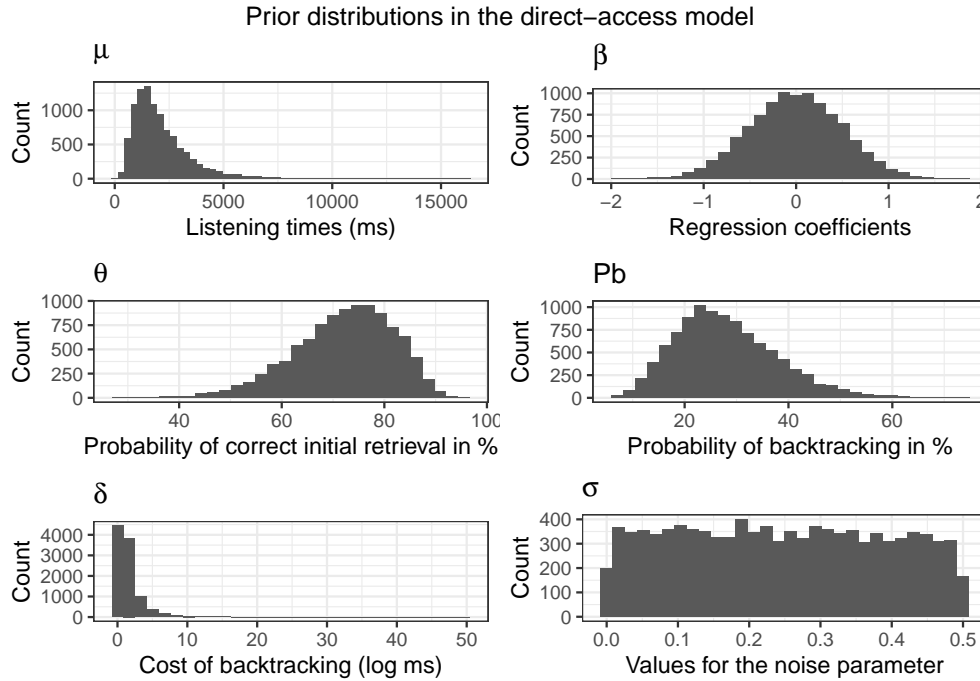 Prior distributions in the direct−access model
μ
Count
1000
500
0
0 5000 10000 15000
Listening times (ms)
β
Count
1000
750
500
250
0
−2 −1 0 1 2
Regression coefficients
θ
Count
1000
750
500
250
0
40 60 80 100
Probability of correct initial retrieval in %
Pb
Count
1000
750
500
250
0
20 40 60
Probability of backtracking in %
δ
Count
4000
3000
2000
1000
0
0 10 20 30 40 50
Cost of backtracking (log ms)
σ
Count
400
300
200
100
0
0.0 0.1 0.2 0.3 0.4 0.5
Values for the noise parameter